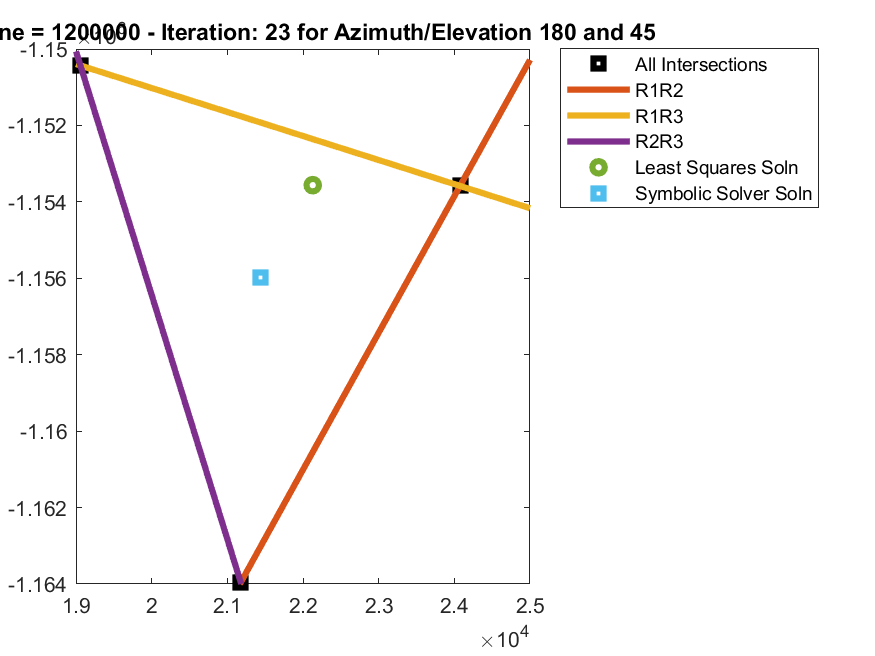 ne = 1200000 - Iteration: 23 for Azimuth/Elevation 180 and 45
-1.15
-1.152
-1.154
-1.156
-1.158
-1.16
-1.162
-1.164
1.9 2 2.1 2.2 2.3 2.4 2.5
×10⁴
All Intersections
R1R2
R1R3
R2R3
Least Squares Soln
Symbolic Solver Soln